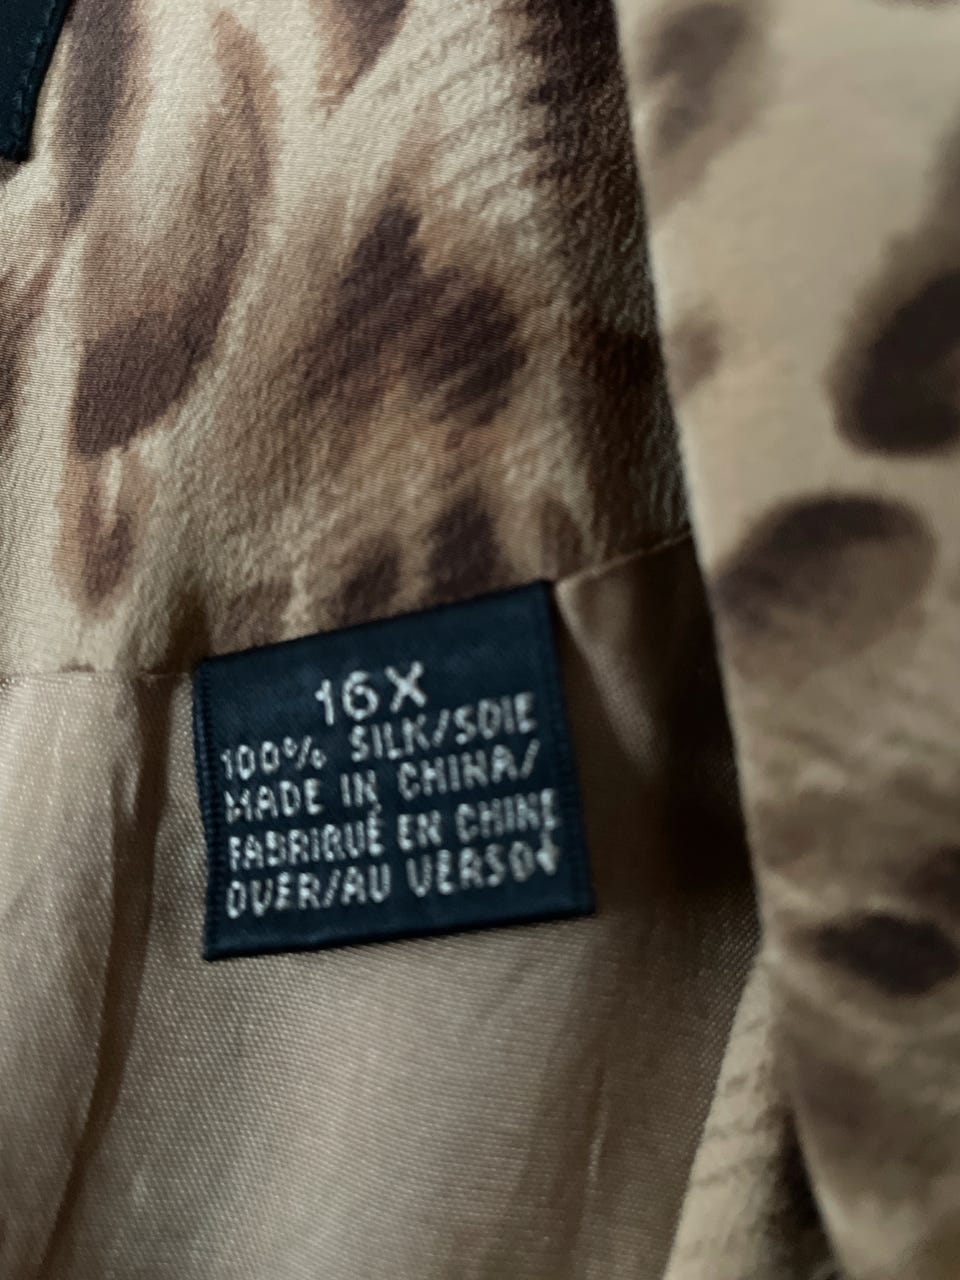 16X
100% SILK/SOIE
MADE IN CHINA/
FABRIQUÉ EN CHINE
OVER/AU VERSO↓